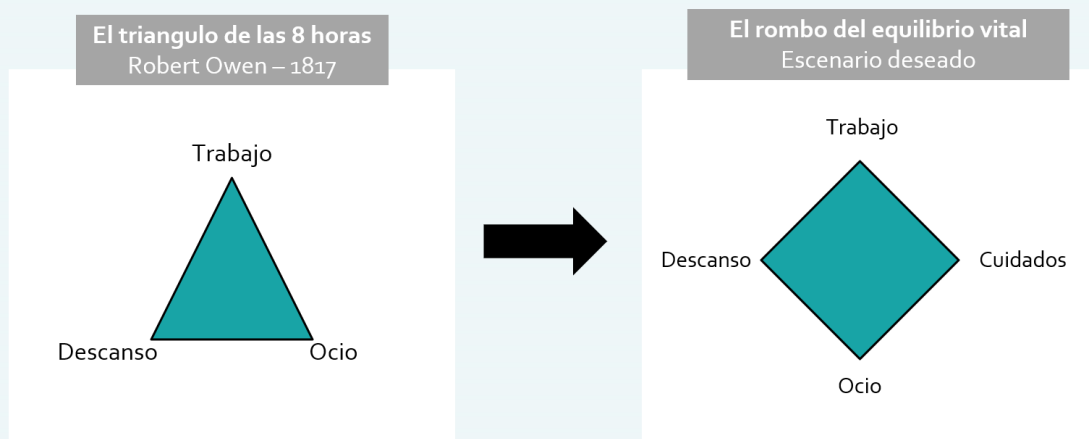 El triangulo de las 8 horas
Robert Owen – 1817
Trabajo
Descanso
Ocio
El rombo del equilibrio vital
Escenario deseado
Trabajo
Descanso
Cuidados
Ocio